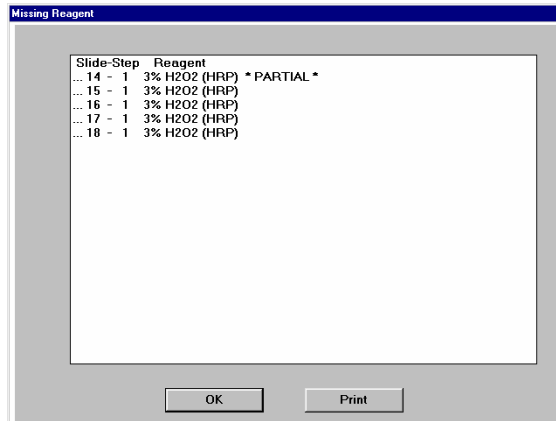 Missing Reagent
Slide-Step Reagent
... 14 - 1 3% H2O2 (HRP) * PARTIAL *
... 15 - 1 3% H2O2 (HRP)
... 16 - 1 3% H2O2 (HRP)
... 17 - 1 3% H2O2 (HRP)
... 18 - 1 3% H2O2 (HRP)
OK Print